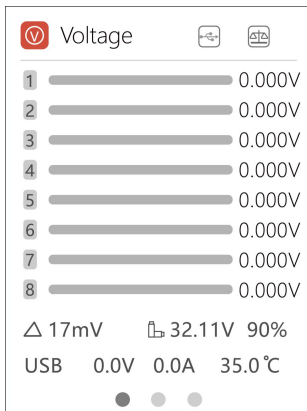 V Voltage
1 0.000V
2 0.000V
3 0.000V
4 0.000V
5 0.000V
6 0.000V
7 0.000V
8 0.000V
△ 17mV 32.11V 90%
USB 0.0V 0.0A 35.0℃